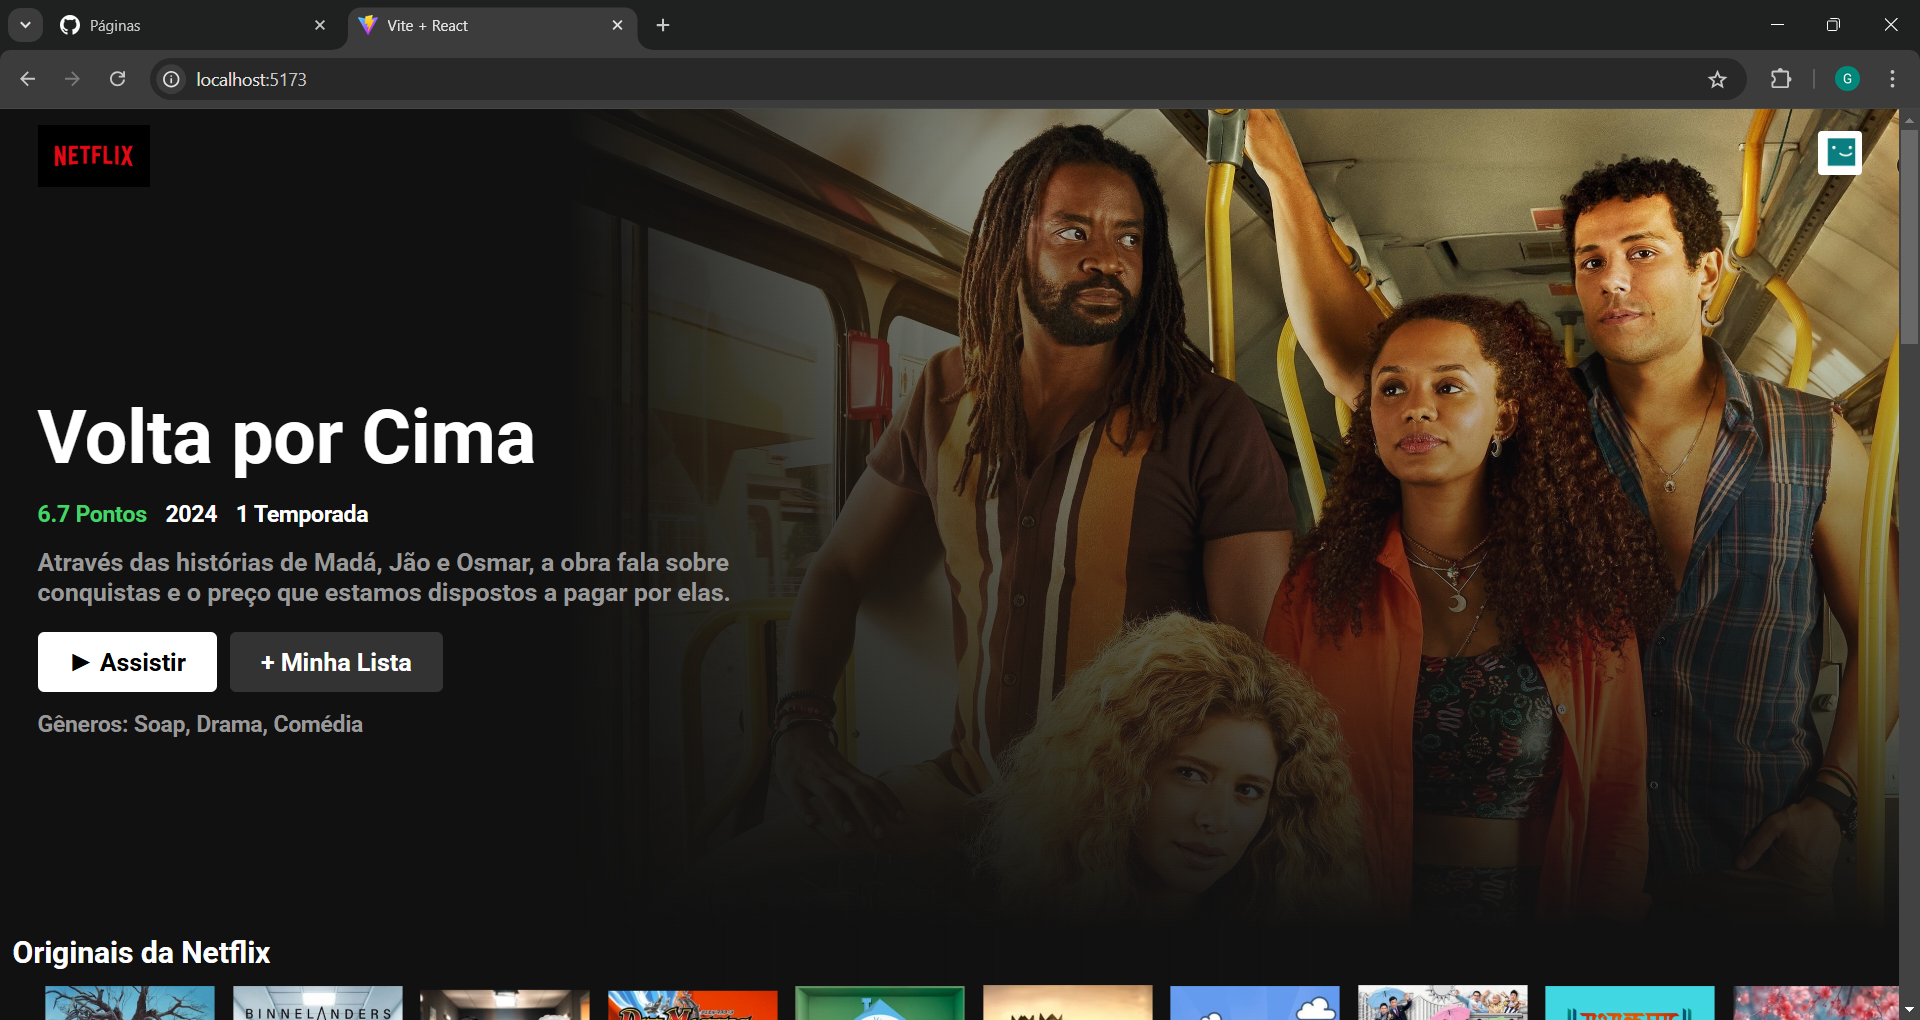 Páginas
Vite + React
localhost:5173
G
NETFLIX
Volta por Cima
6.7 Pontos 2024 1 Temporada
Através das histórias de Madá, Jão e Osmar, a obra fala sobre
conquistas e o preço que estamos dispostos a pagar por elas.
► Assistir
+ Minha Lista
Gêneros: Soap, Drama, Comédia
Originais da Netflix
BINNELANDERS